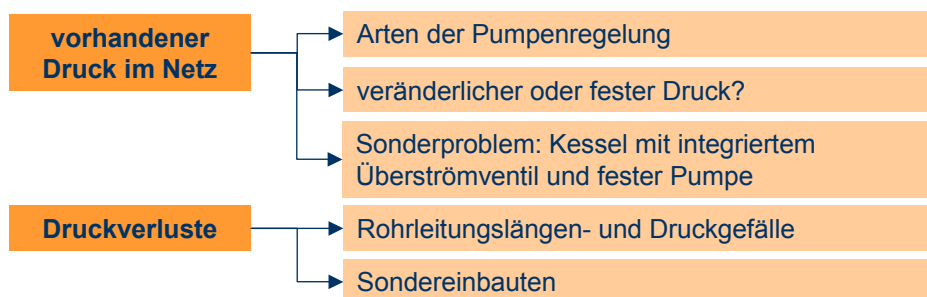 vorhandener
Druck im Netz
Arten der Pumpenregelung
veränderlicher oder fester Druck?
Sonderproblem: Kessel mit integriertem
Überströmventil und fester Pumpe
Druckverluste
Rohrleitungslängen- und Druckgefälle
Sondereinbauten